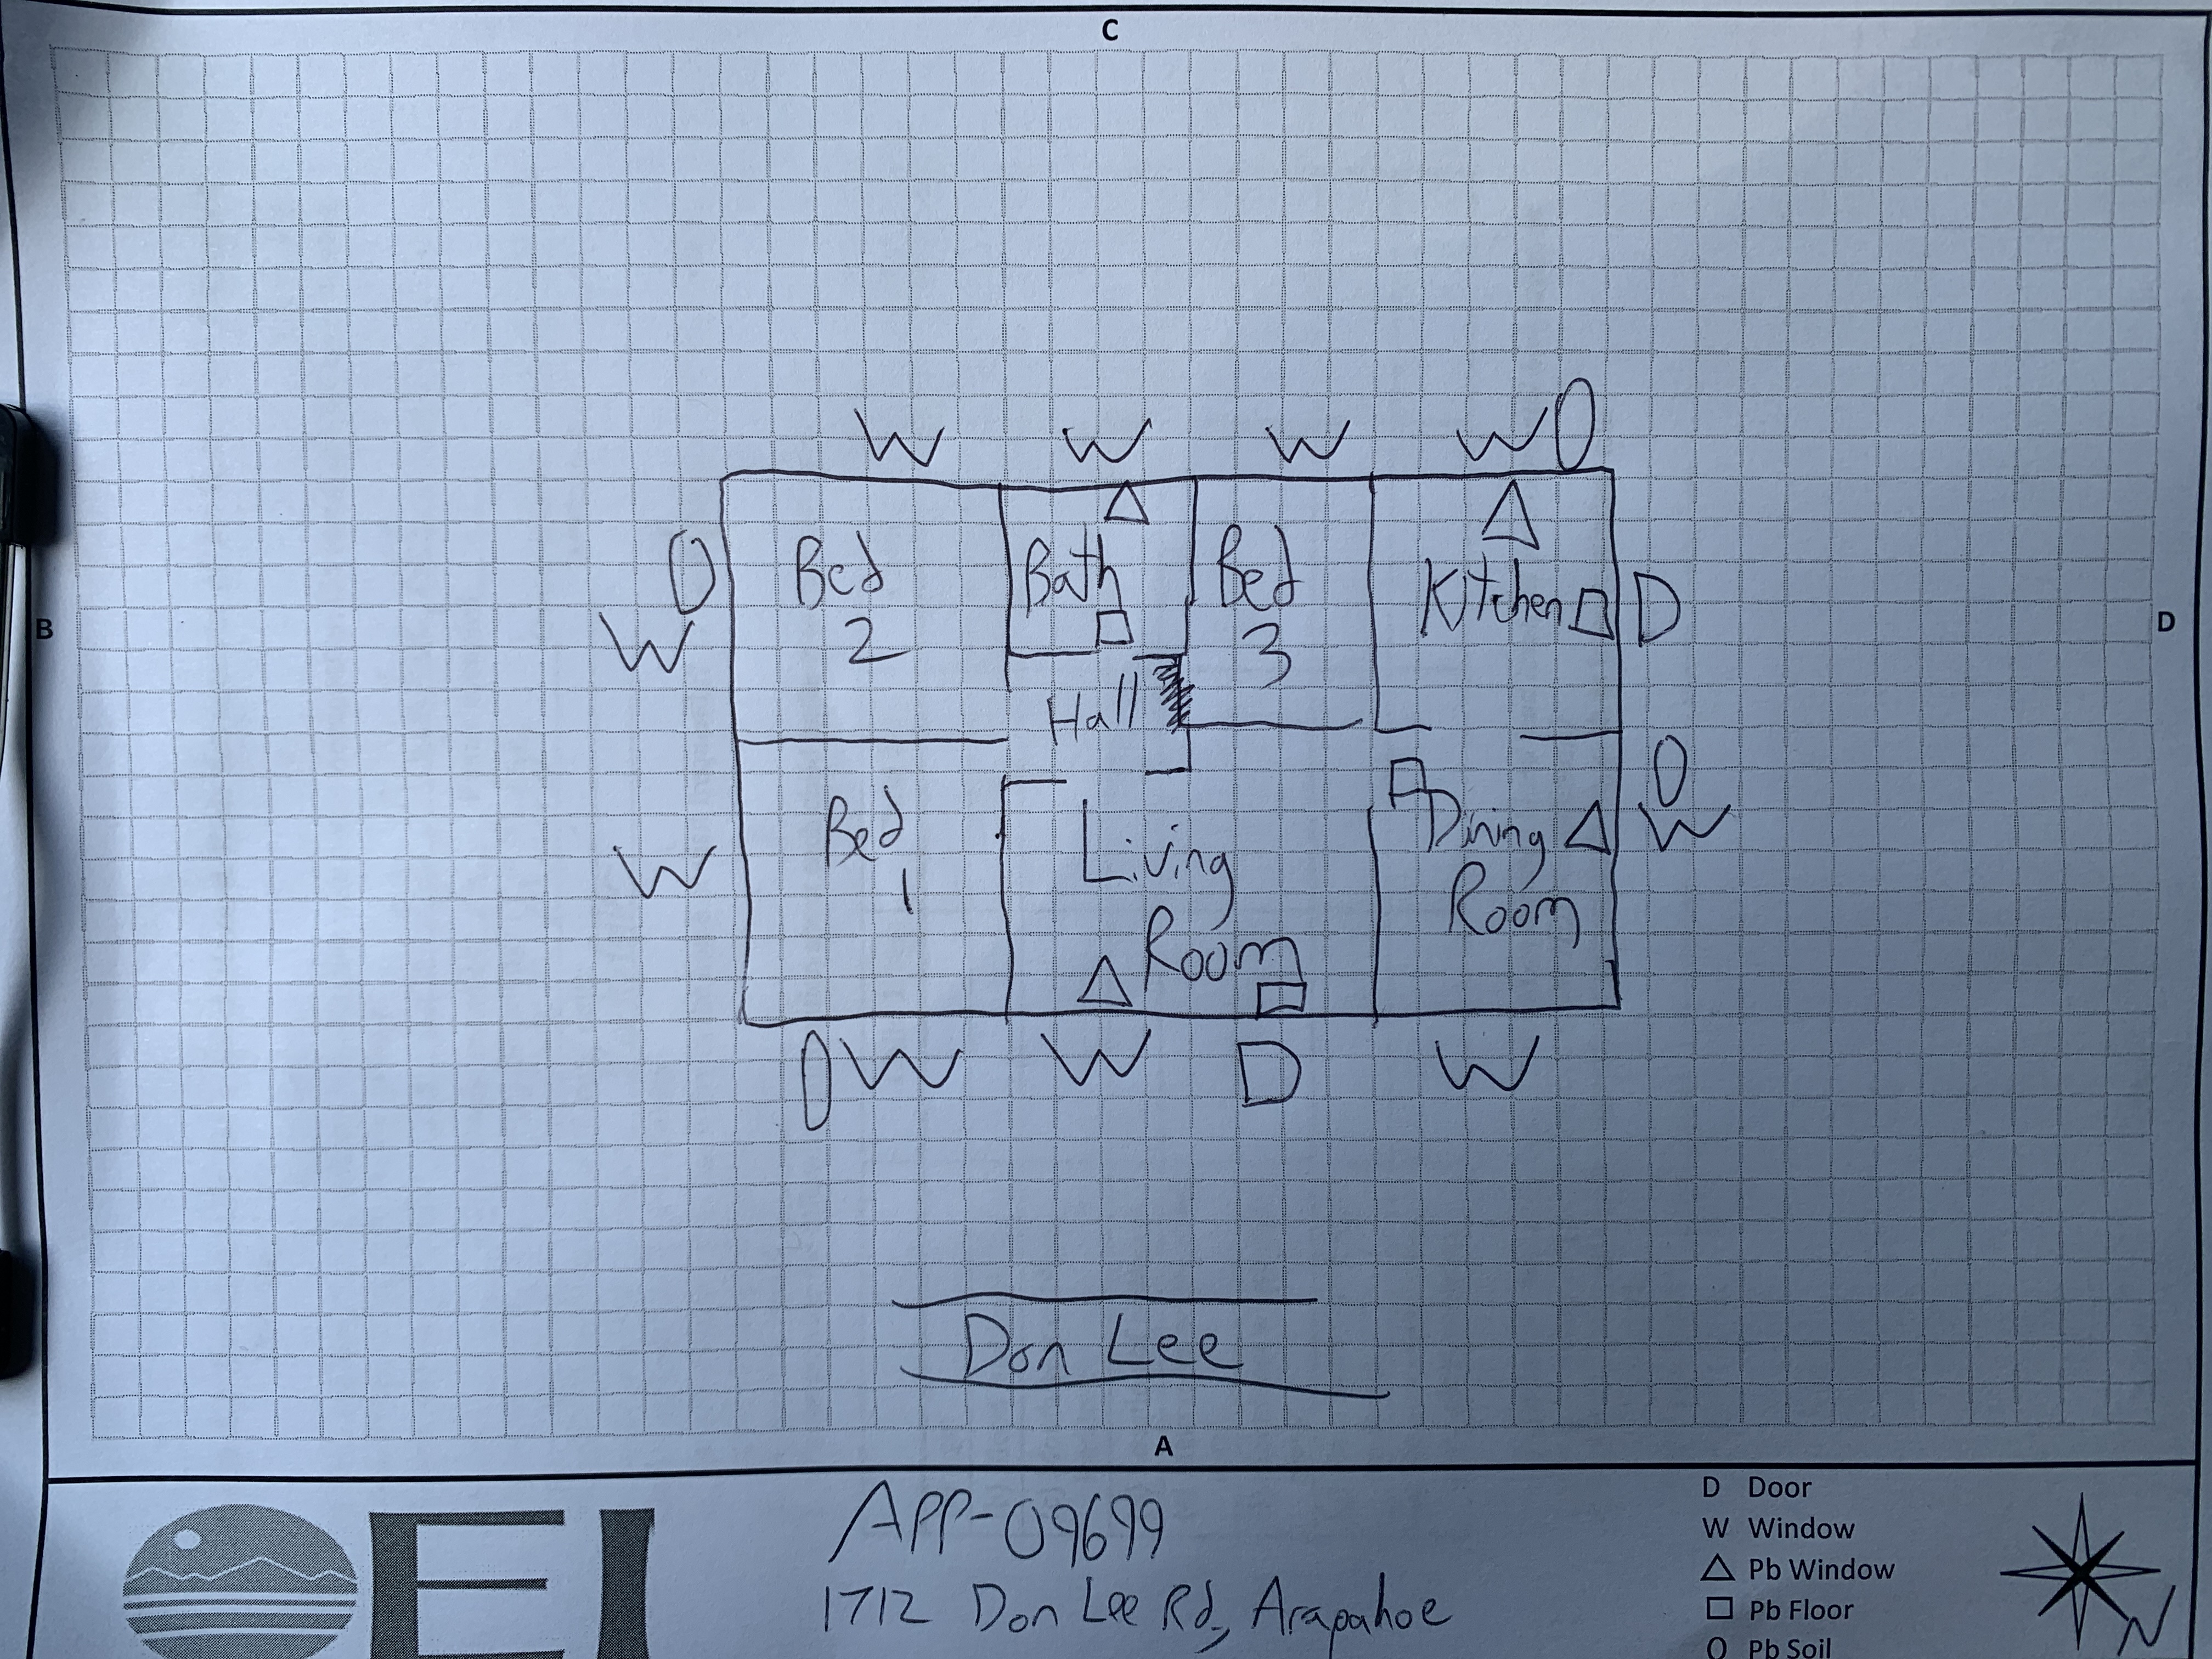 C
B
D
W W W W O
O
W
W
Bed
2
Bath
Bed
3
Kitchen
D
Hall
O
W
Bed
1
Living
Room
Dining
Room
O W W D W
Don Lee
A
EI
APP-09699
1712 Don Lee Rd, Arapahoe
D Door
W Window
△ Pb Window
□ Pb Floor
O Pb Soil
N